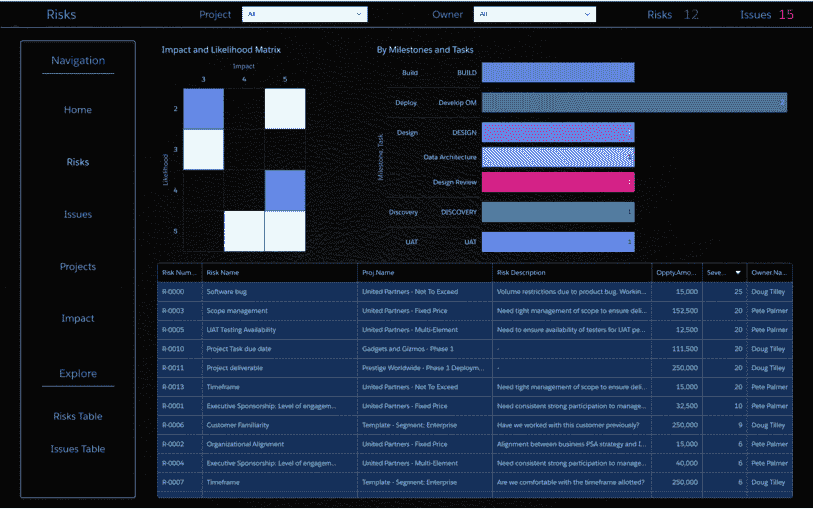 Risks
Project All
Owner All
Risks 12
Issues 15
Navigation
Home
Risks
Issues
Projects
Impact
Explore
Risks Table
Issues Table
Impact and Likelihood Matrix
Impact
3 4 5
Likelihood
2
3
4
5
By Milestones and Tasks
Milestone, Task
Build BUILD
Deploy. Develop OM
Design DESIGN
Data Architecture
Design Review
Discovery DISCOVERY
UAT UAT
Risk Num... Risk Name Proj.Name Risk Description Oppty.Amo... Seve... Owner.Na...
R-0000 Software bug United Partners - Not To Exceed Volume restrictions due to product bug. Workin... 15,000 25 Doug Tilley
R-0003 Scope management United Partners - Fixed Price Need tight management of scope to ensure deli... 152,500 20 Pete Palmer
R-0005 UAT Testing Availability United Partners - Multi-Element Need to ensure availability of testers for UAT pe... 12,500 20 Pete Palmer
R-0010 Project Task due date Gadgets and Gizmos - Phase 1 - 111,500 20 Doug Tilley
R-0011 Project deliverable Prestige Worldwide - Phase 1 Deploym... - 250,000 20 Doug Tilley
R-0013 Timeframe United Partners - Not To Exceed Need tight management of scope to ensure deli... 15,000 20 Pete Palmer
R-0001 Executive Sponsorship: Level of engagem... United Partners - Fixed Price Need consistent strong participation to manage... 32,500 10 Pete Palmer
R-0006 Customer Familiarity Template - Segment: Enterprise Have we worked with this customer previously? 250,000 9 Doug Tilley
R-0002 Organizational Alignment United Partners - Fixed Price Alignment between business PSA strategy and I... 15,000 6 Pete Palmer
R-0004 Executive Sponsorship: Level of engagem... United Partners - Multi-Element Need consistent strong participation to manage... 40,000 6 Pete Palmer
R-0007 Timeframe Template - Segment: Enterprise Are we comfortable with the timeframe allotted? 250,000 6 Doug Tilley